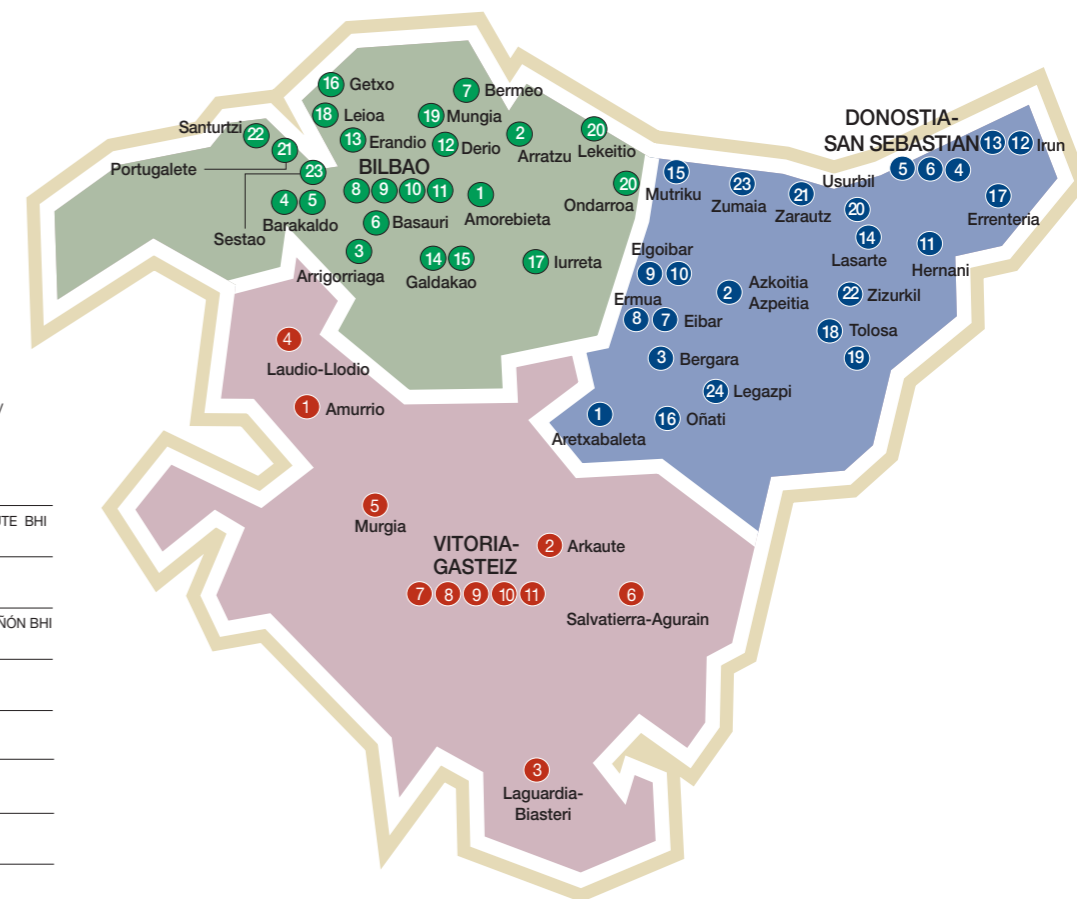 16 Getxo
7 Bermeo
18 Leioa
19 Mungia
Santurtzi 22
13 Erandio
12 Derio
2
Arratzu
20
Lekeitio
Portugalete
21
BILBAO
23
8 9 10 11
1
Amorebieta
4 5
Barakaldo
Sestao
6 Basauri
20
Ondarroa
3
Arrigorriaga
14 15
Galdakao
17 Iurreta
DONOSTIA-
SAN SEBASTIAN
13 12 Irun
5 6 4
15
Mutriku
23
Zumaia
21
Zarautz
Usurbil
20
17
Errenteria
14
Lasarte
11
Hernani
Elgoibar
9 10
2 Azkoitia
Azpeitia
22 Zizurkil
Ermua
8 7 Eibar
18 Tolosa
19
3 Bergara
24 Legazpi
1
Aretxabaleta
16 Oñati
4
Laudio-Llodio
1 Amurrio
5
Murgia
VITORIA-
GASTEIZ
2 Arkaute
7 8 9 10 11
6
Salvatierra-Agurain
3
Laguardia-
Biasteri
/
TE BHI
ÑÓN BHI